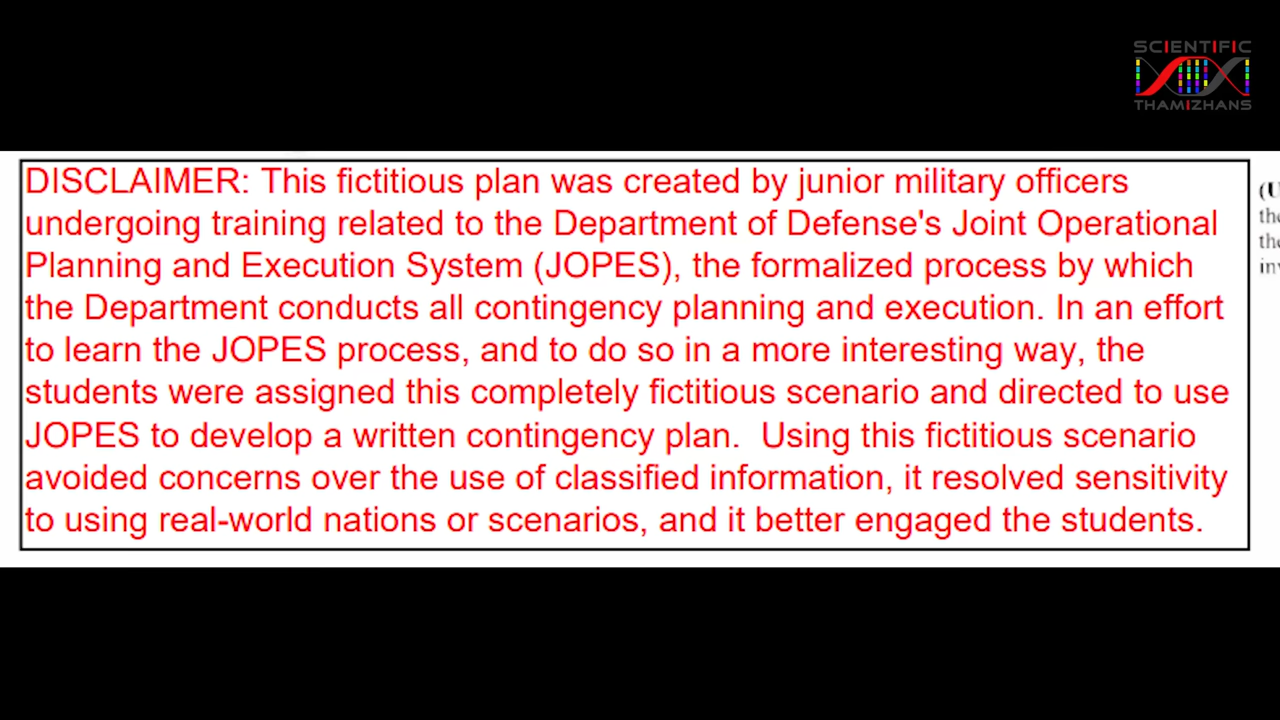 SCIENTIFIC
THAMIZHANS
DISCLAIMER: This fictitious plan was created by junior military officers
undergoing training related to the Department of Defense's Joint Operational
Planning and Execution System (JOPES), the formalized process by which
the Department conducts all contingency planning and execution. In an effort
to learn the JOPES process, and to do so in a more interesting way, the
students were assigned this completely fictitious scenario and directed to use
JOPES to develop a written contingency plan.  Using this fictitious scenario
avoided concerns over the use of classified information, it resolved sensitivity
to using real-world nations or scenarios, and it better engaged the students.